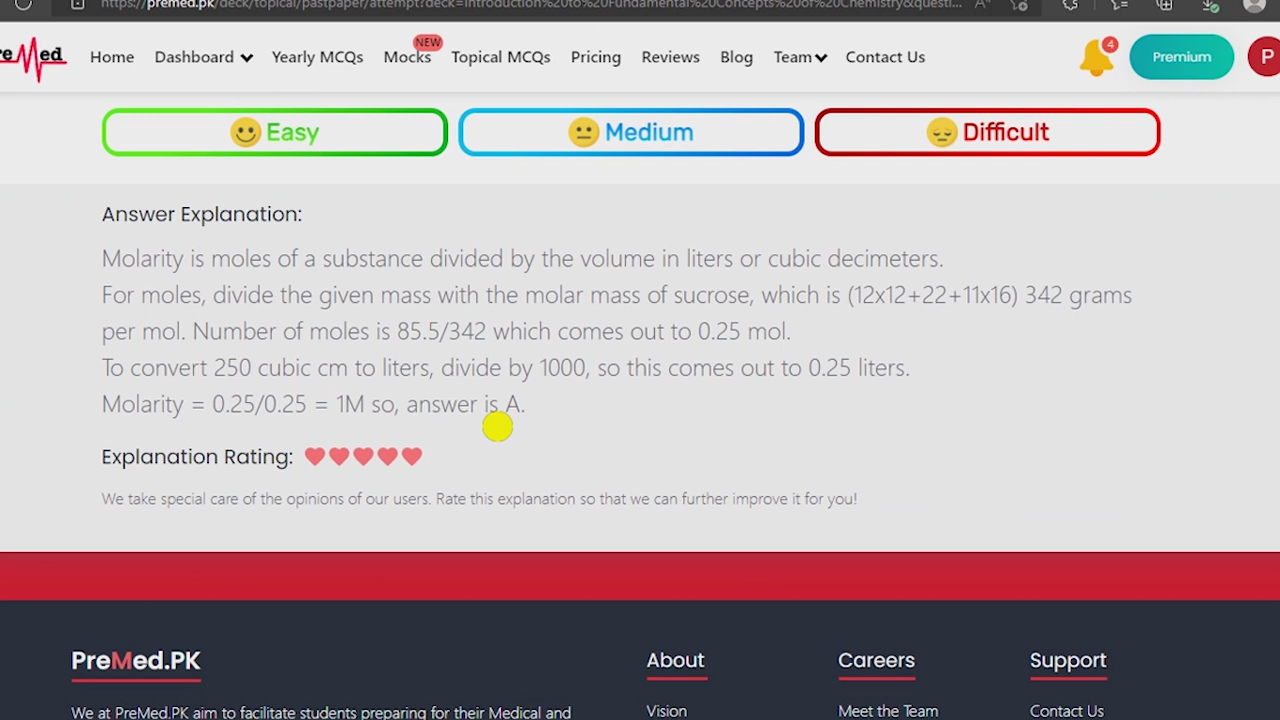 https://premed.pk/deck/topical/pastpaper/attempt?deck=Introduction%20to%20Fundamental%20Concepts%20of%20Chemistry&questi...
Med Home Dashboard Yearly MCQs Mocks NEW Topical MCQs Pricing Reviews Blog Team Contact Us 4 Premium P
Easy Medium Difficult
Answer Explanation:
Molarity is moles of a substance divided by the volume in liters or cubic decimeters.
For moles, divide the given mass with the molar mass of sucrose, which is (12x12+22+11x16) 342 grams
per mol. Number of moles is 85.5/342 which comes out to 0.25 mol.
To convert 250 cubic cm to liters, divide by 1000, so this comes out to 0.25 liters.
Molarity = 0.25/0.25 = 1M so, answer is A.
Explanation Rating:
We take special care of the opinions of our users. Rate this explanation so that we can further improve it for you!
PreMed.PK About Careers Support
We at PreMed.PK aim to facilitate students preparing for their Medical and Vision Meet the Team Contact Us